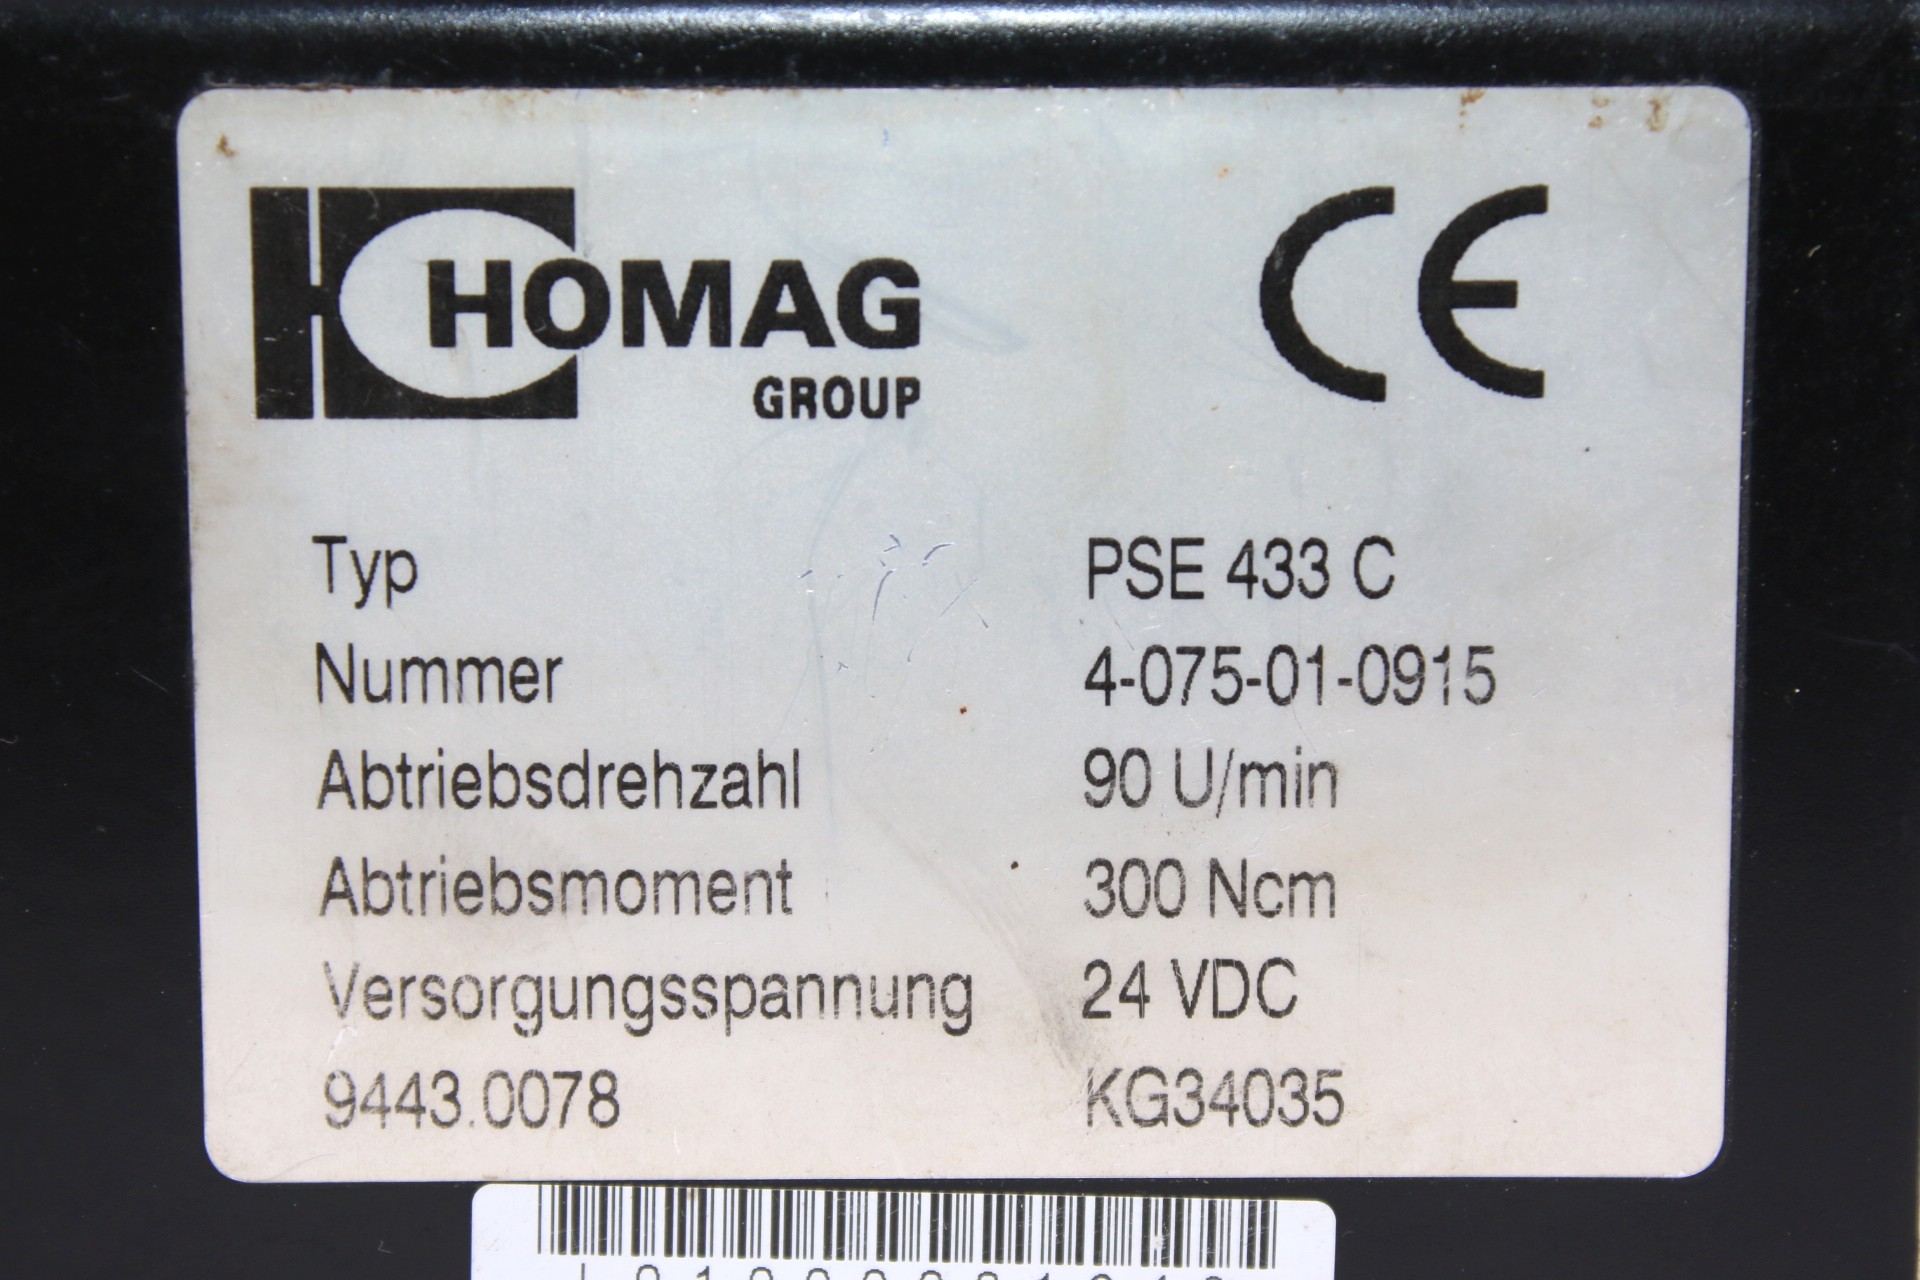 HOMAG
GROUP
CE
Typ PSE 433 C
Nummer 4-075-01-0915
Abtriebsdrehzahl 90 U/min
Abtriebsmoment 300 Ncm
Versorgungsspannung 24 VDC
9443.0078 KG34035